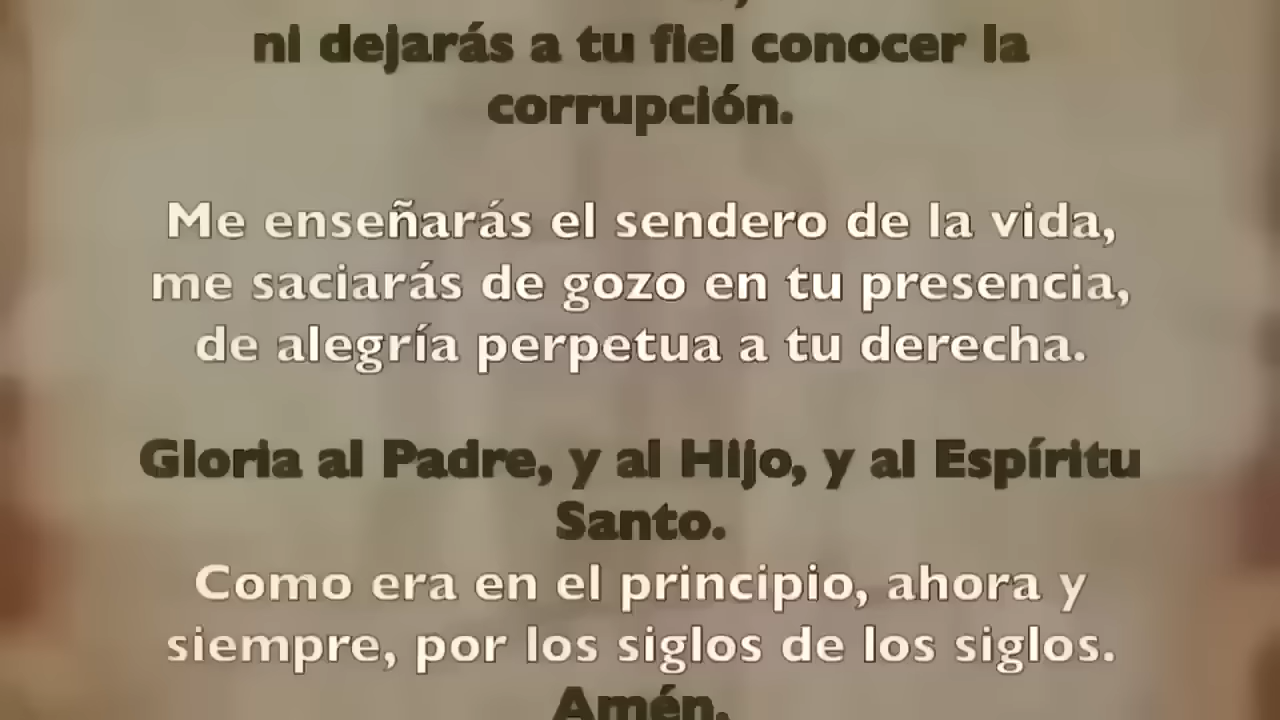 ni dejarás a tu fiel conocer la
corrupción.
Me enseñarás el sendero de la vida,
me saciarás de gozo en tu presencia,
de alegría perpetua a tu derecha.
Gloria al Padre, y al Hijo, y al Espíritu
Santo.
Como era en el principio, ahora y
siempre, por los siglos de los siglos.
Amén.